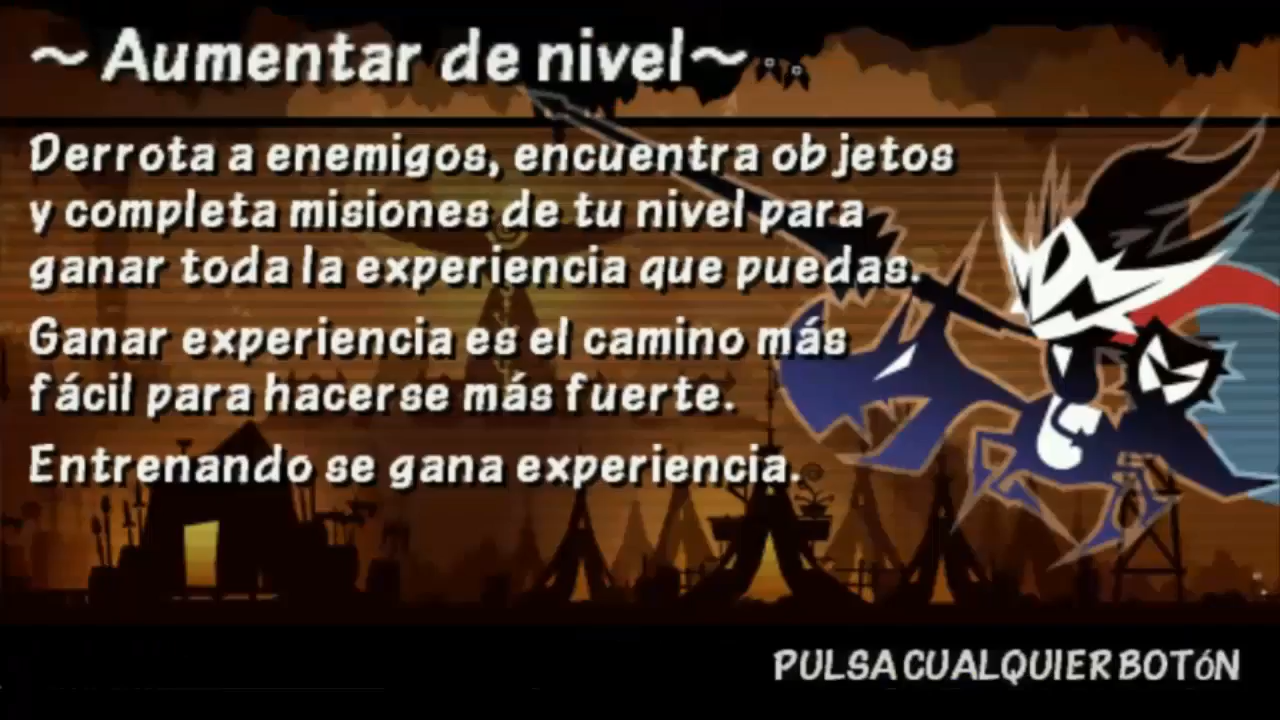 ~Aumentar de nivel~
Derrota a enemigos, encuentra objetos
y completa misiones de tu nivel para
ganar toda la experiencia que puedas.
Ganar experiencia es el camino más
fácil para hacerse más fuerte.
Entrenando se gana experiencia.
PULSA CUALQUIER BOTóN